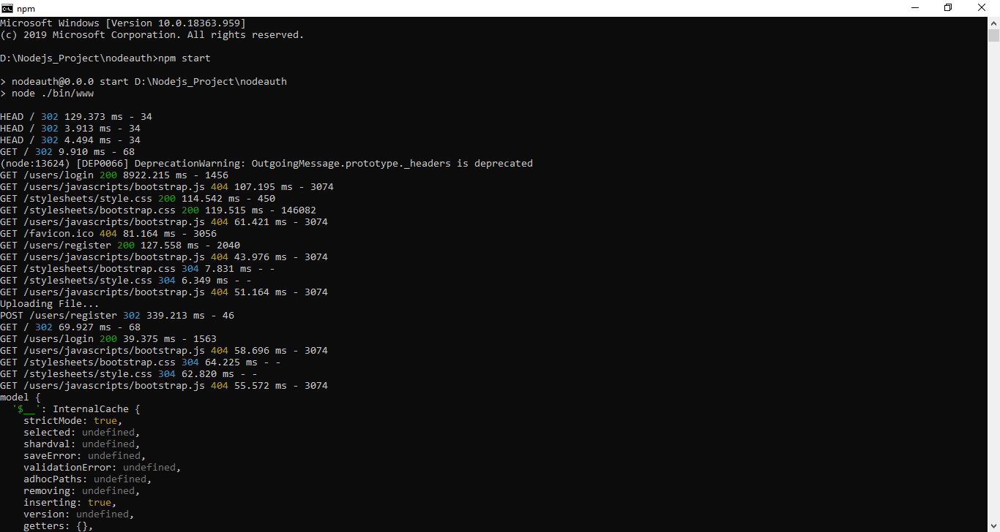 npm
Microsoft Windows [Version 10.0.18363.959]
(c) 2019 Microsoft Corporation. All rights reserved.
D:\Nodejs_Project\nodeauth>npm start
> nodeauth@0.0.0 start D:\Nodejs_Project\nodeauth
> node ./bin/www
HEAD / 302 129.373 ms - 34
HEAD / 302 3.913 ms - 34
HEAD / 302 4.494 ms - 34
GET / 302 9.910 ms - 68
(node:13624) [DEP0066] DeprecationWarning: OutgoingMessage.prototype._headers is deprecated
GET /users/login 200 8922.215 ms - 1456
GET /users/javascripts/bootstrap.js 404 107.195 ms - 3074
GET /stylesheets/style.css 200 114.542 ms - 450
GET /stylesheets/bootstrap.css 200 119.515 ms - 146082
GET /users/javascripts/bootstrap.js 404 61.421 ms - 3074
GET /favicon.ico 404 81.164 ms - 3056
GET /users/register 200 127.558 ms - 2040
GET /users/javascripts/bootstrap.js 404 43.976 ms - 3074
GET /stylesheets/bootstrap.css 304 7.831 ms - -
GET /stylesheets/style.css 304 6.349 ms - -
GET /users/javascripts/bootstrap.js 404 51.164 ms - 3074
Uploading File...
POST /users/register 302 339.213 ms - 46
GET / 302 69.927 ms - 68
GET /users/login 200 39.375 ms - 1563
GET /users/javascripts/bootstrap.js 404 58.696 ms - 3074
GET /stylesheets/bootstrap.css 304 64.225 ms - -
GET /stylesheets/style.css 304 62.820 ms - -
GET /users/javascripts/bootstrap.js 404 55.572 ms - 3074
model {
  '$__': InternalCache {
    strictMode: true,
    selected: undefined,
    shardval: undefined,
    saveError: undefined,
    validationError: undefined,
    adhocPaths: undefined,
    removing: undefined,
    inserting: true,
    version: undefined,
    getters: {},